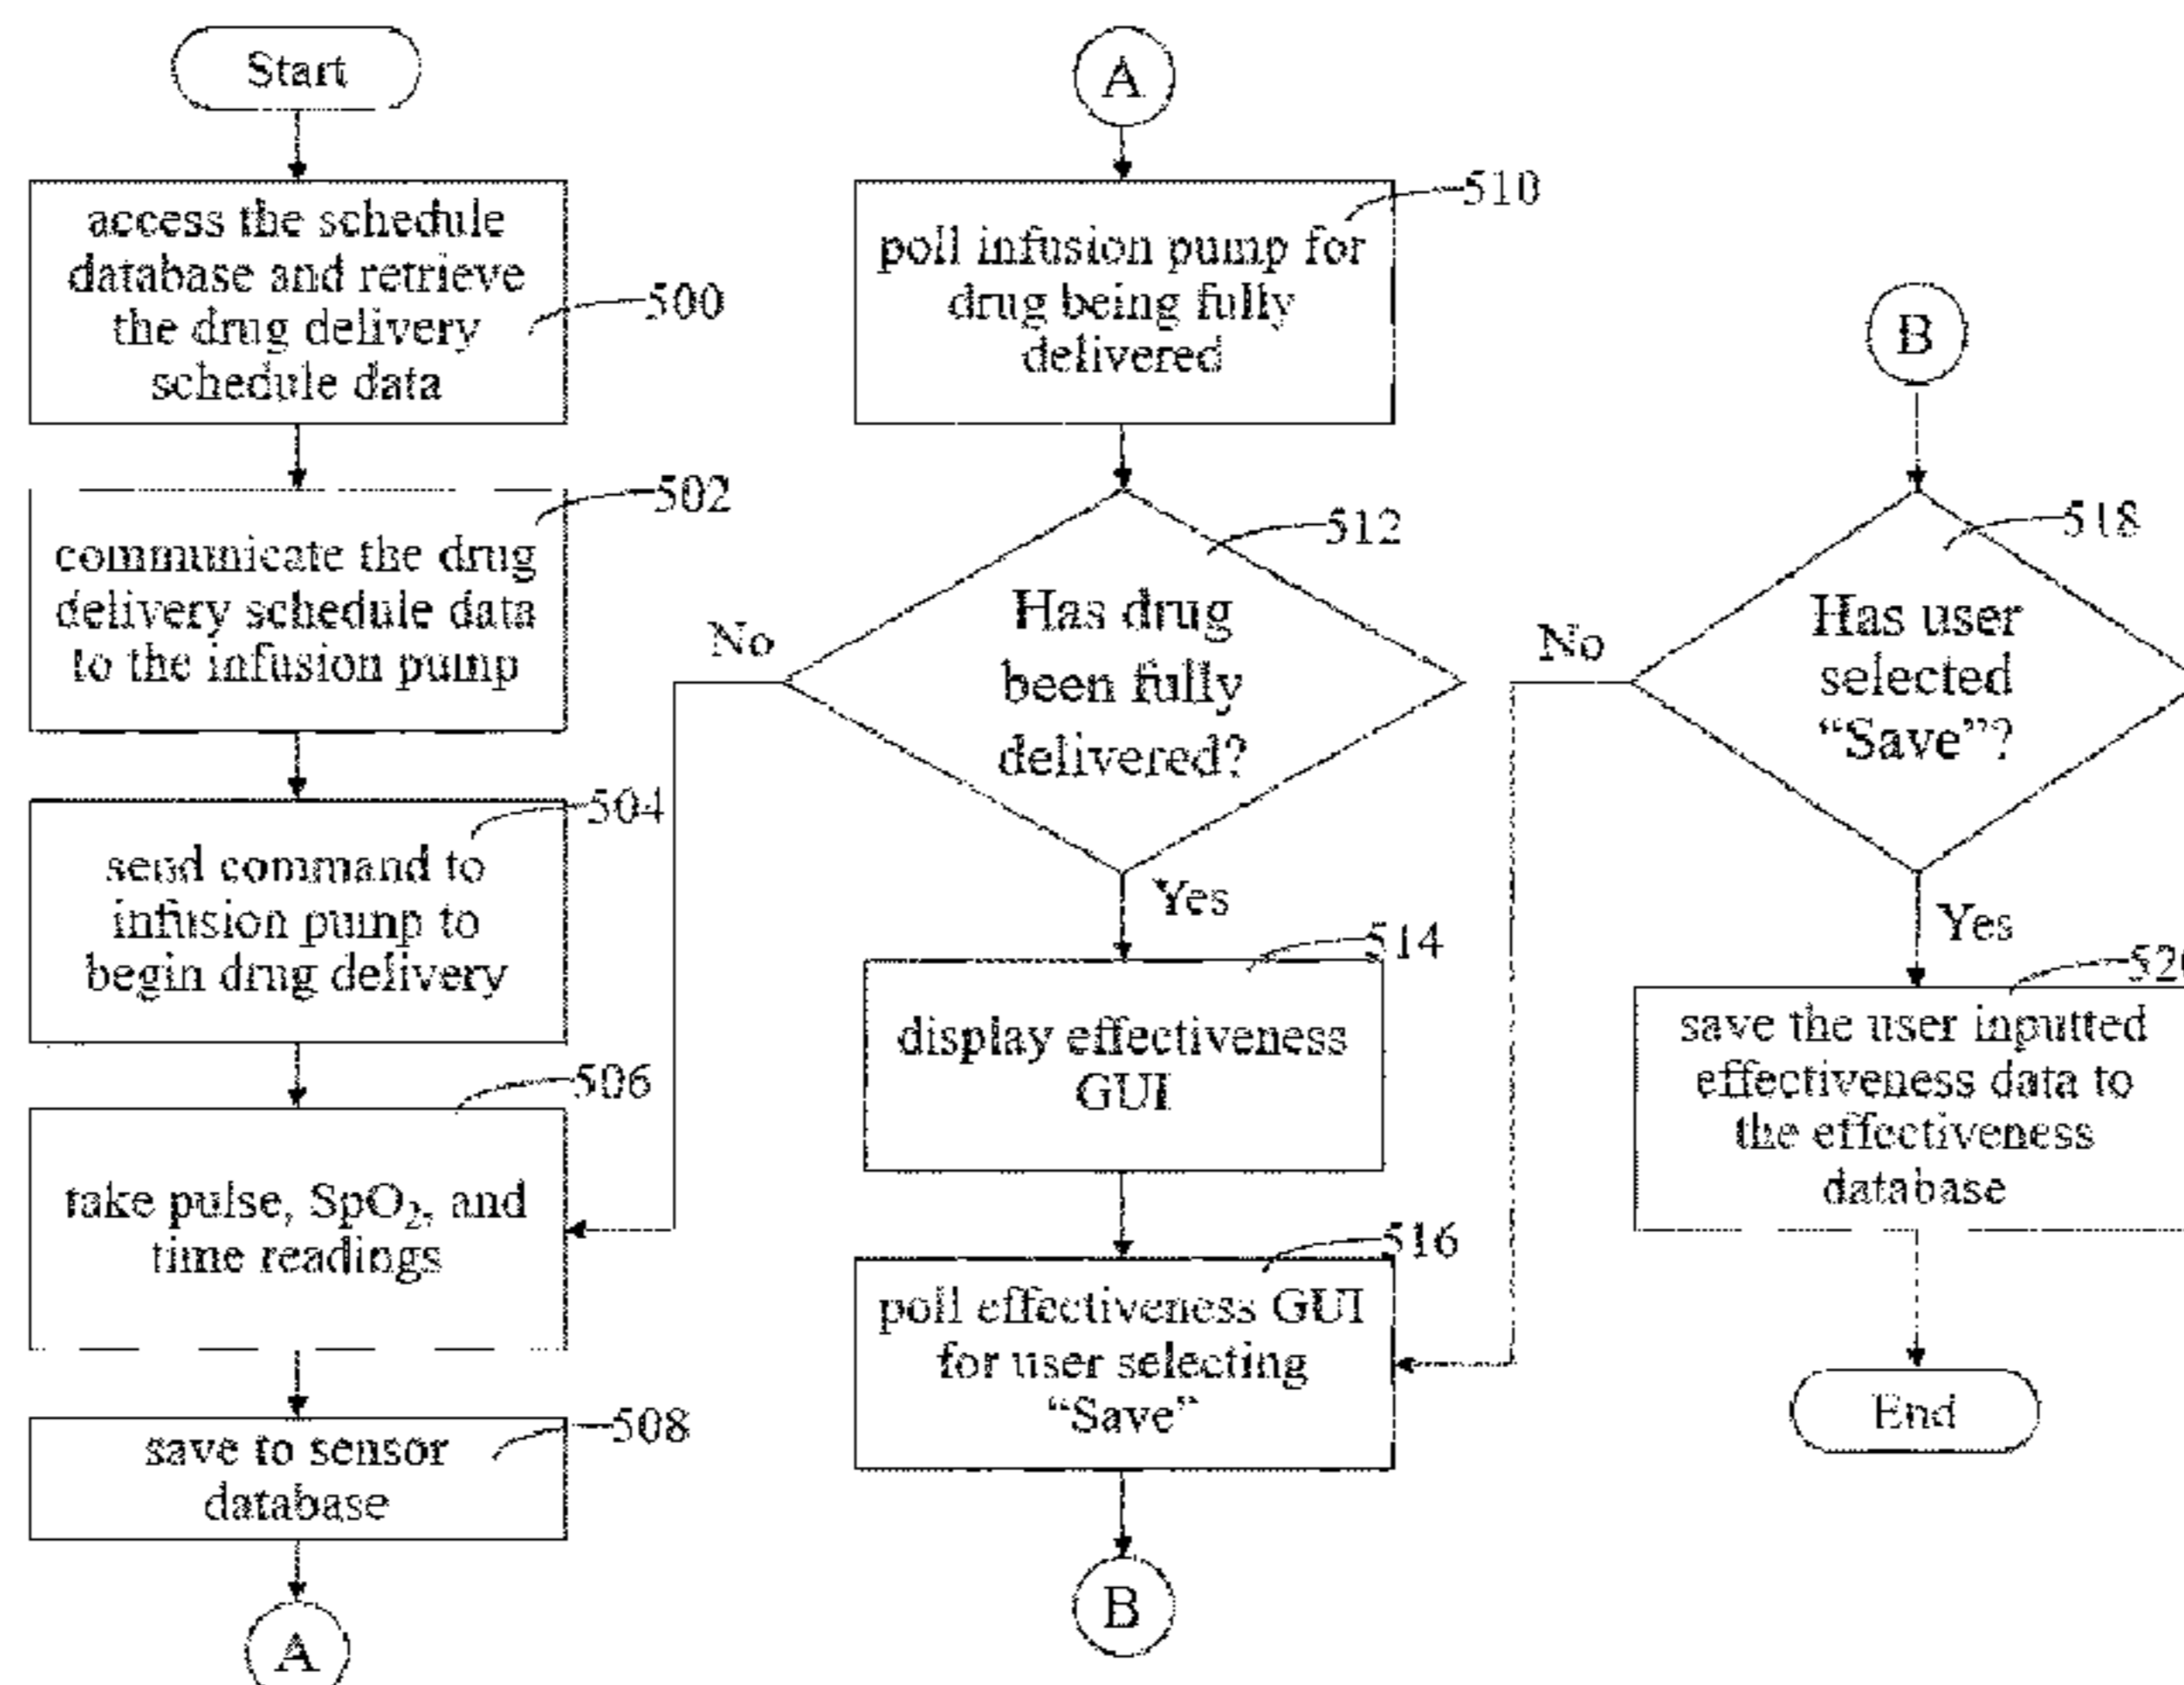 Start
access the schedule
database and retrieve
the drug delivery
schedule data
500
communicate the drug
delivery schedule data
to the infusion pump
502
send command to
infusion pump to
begin drug delivery
504
take pulse, SpO₂, and
time readings
506
save to sensor
database
508
A
A
poll infusion pump for
drug being fully
delivered
510
Has drug
been fully
delivered?
512
No
Yes
display effectiveness
GUI
514
poll effectiveness GUI
for user selecting
“Save”
516
B
B
Has user
selected
“Save”?
518
No
Yes
save the user inputted
effectiveness data to
the effectiveness
database
End